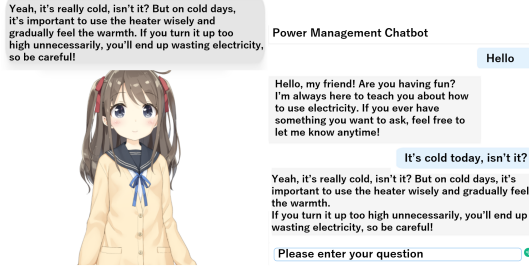 Yeah, it's really cold, isn't it? But on cold days,
it's important to use the heater wisely and
gradually feel the warmth. If you turn it up too
high unnecessarily, you'll end up wasting electricity,
so be careful!
Power Management Chatbot
Hello
Hello, my friend! Are you having fun?
I'm always here to teach you about how
to use electricity. If you ever have
something you want to ask, feel free to
let me know anytime!
It's cold today, isn't it?
Yeah, it's really cold, isn't it? But on cold days, it's
important to use the heater wisely and gradually feel
the warmth.
If you turn it up too high unnecessarily, you'll end up
wasting electricity, so be careful!
Please enter your question